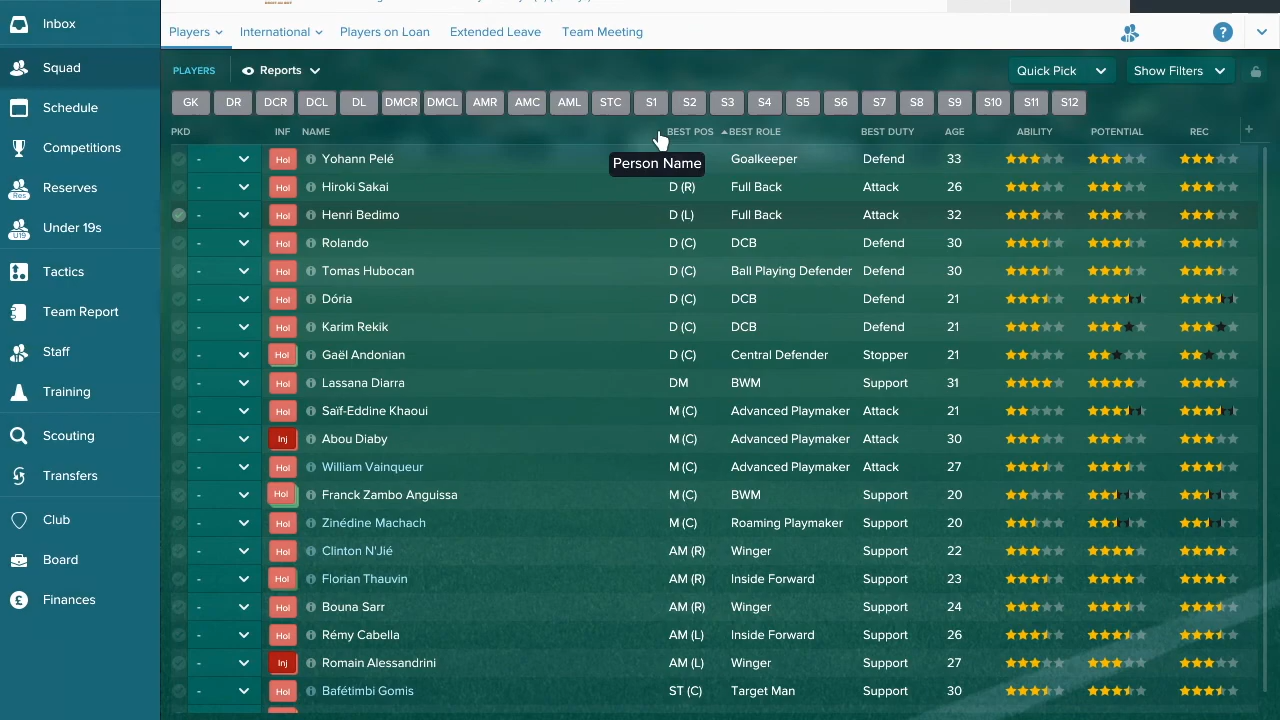 Inbox
Squad
Schedule
Competitions
Res
Reserves
U19
Under 19s
Tactics
Team Report
Staff
Training
Scouting
Transfers
Club
Board
£
Finances
Players International Players on Loan Extended Leave Team Meeting ?
PLAYERS Reports Quick Pick Show Filters
GK DR DCR DCL DL DMCR DMCL AMR AMC AML STC S1 S2 S3 S4 S5 S6 S7 S8 S9 S10 S11 S12
PKD INF NAME BEST POS BEST ROLE BEST DUTY AGE ABILITY POTENTIAL REC +
Person Name
- Hol Yohann Pelé Goalkeeper Defend 33
- Hol Hiroki Sakai D (R) Full Back Attack 26
- Hol Henri Bedimo D (L) Full Back Attack 32
- Hol Rolando D (C) DCB Defend 30
- Hol Tomas Hubocan D (C) Ball Playing Defender Defend 30
- Hol Dória D (C) DCB Defend 21
- Hol Karim Rekik D (C) DCB Defend 21
- Hol Gaël Andonian D (C) Central Defender Stopper 21
- Hol Lassana Diarra DM BWM Support 31
- Hol Saïf-Eddine Khaoui M (C) Advanced Playmaker Attack 21
- Inj Abou Diaby M (C) Advanced Playmaker Attack 30
- Hol William Vainqueur M (C) Advanced Playmaker Attack 27
- Hol Franck Zambo Anguissa M (C) BWM Support 20
- Hol Zinédine Machach M (C) Roaming Playmaker Support 20
- Hol Clinton N'Jié AM (R) Winger Support 22
- Hol Florian Thauvin AM (R) Inside Forward Support 23
- Hol Bouna Sarr AM (R) Winger Support 24
- Hol Rémy Cabella AM (L) Inside Forward Support 26
- Inj Romain Alessandrini AM (L) Winger Support 27
- Hol Bafétimbi Gomis ST (C) Target Man Support 30